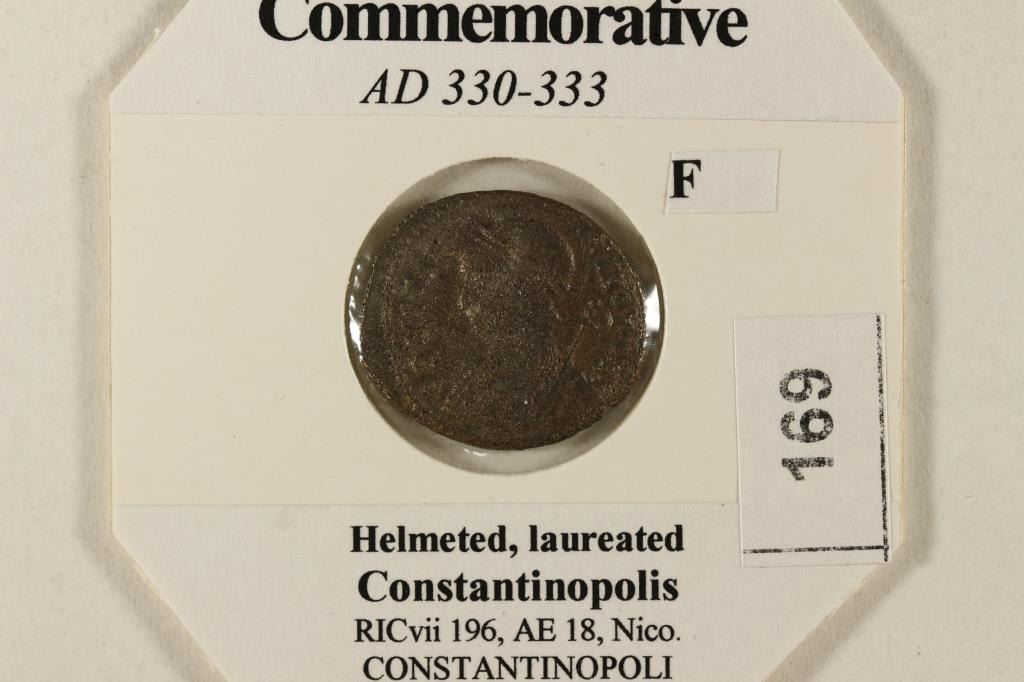 Commemorative
AD 330-333
F
169
Helmeted, laureated
Constantinopolis
RICvii 196, AE 18, Nico.
CONSTANTINOPOLI